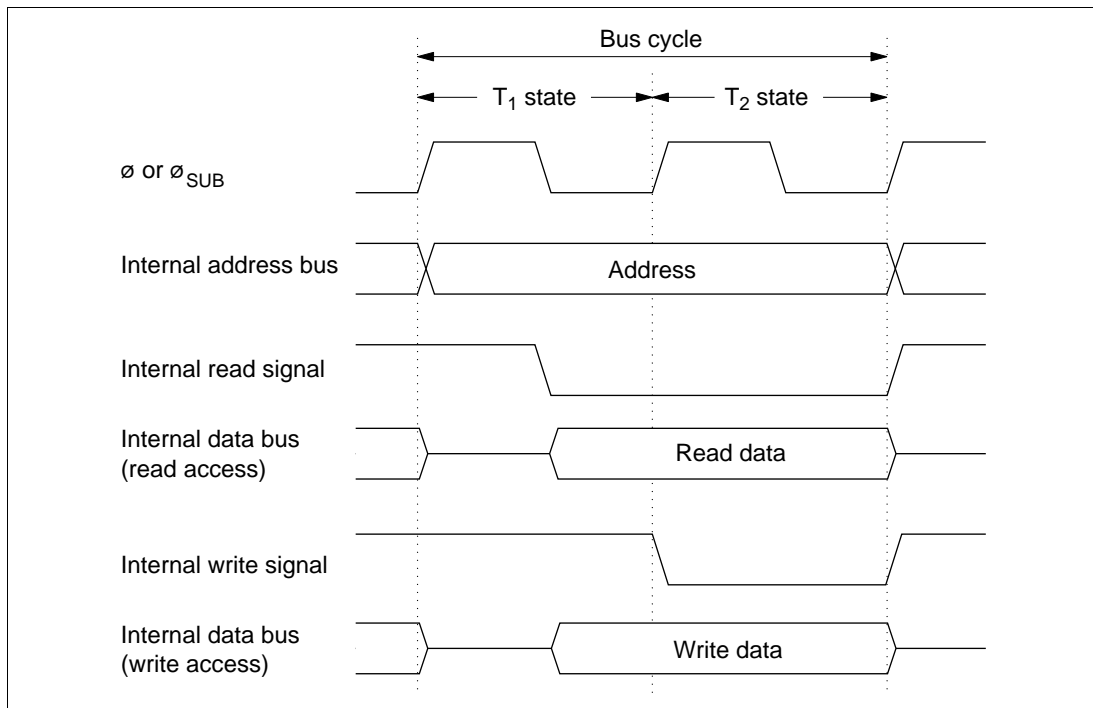 Bus cycle
T1 state
T2 state
ø or øSUB
Internal address bus
Address
Internal read signal
Internal data bus
(read access)
Read data
Internal write signal
Internal data bus
(write access)
Write data